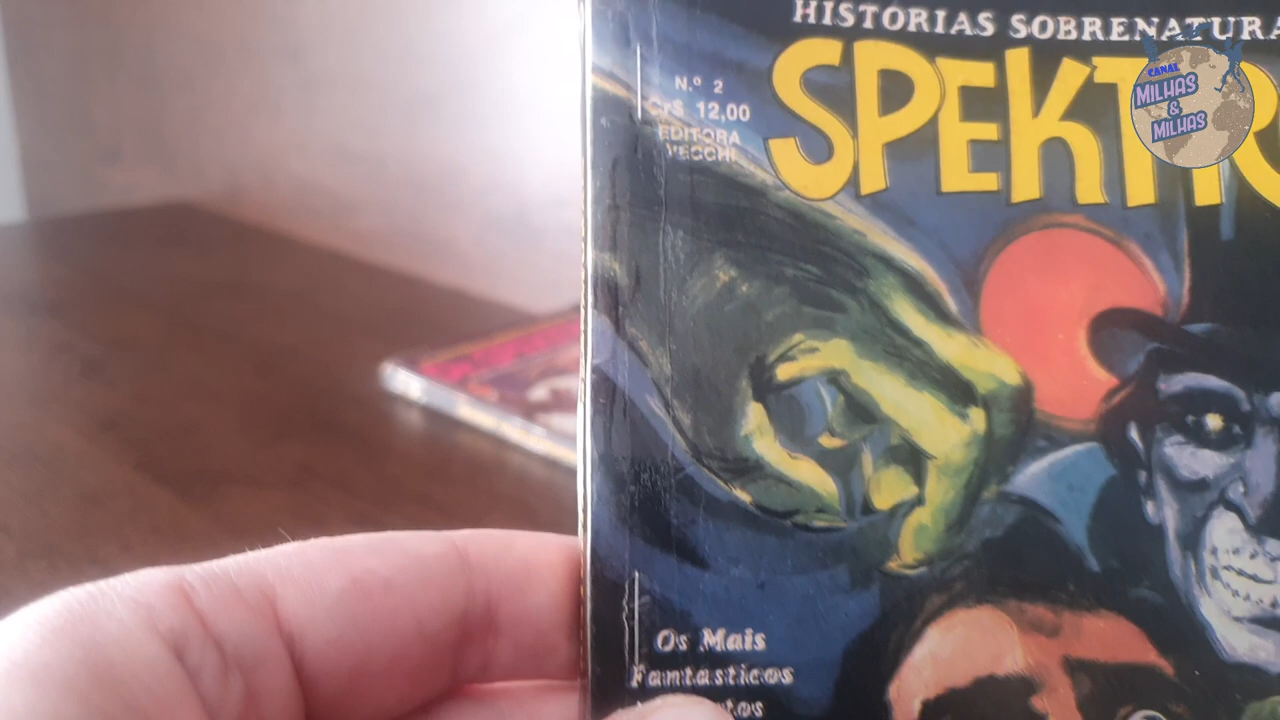 HISTORIAS SOBRENATURA
SPEKTR
N.º 2
Cr$ 12,00
EDITORA
VECCHI
CANAL
MILHAS
&
MILHAS
Os Mais
Fantasticos